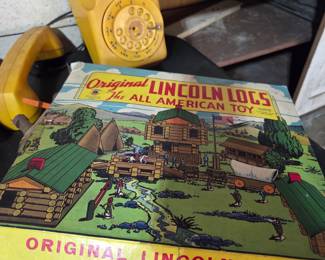 Original LINCOLN LOGS
The ALL AMERICAN TOY
ORIGINAL LINCOLN